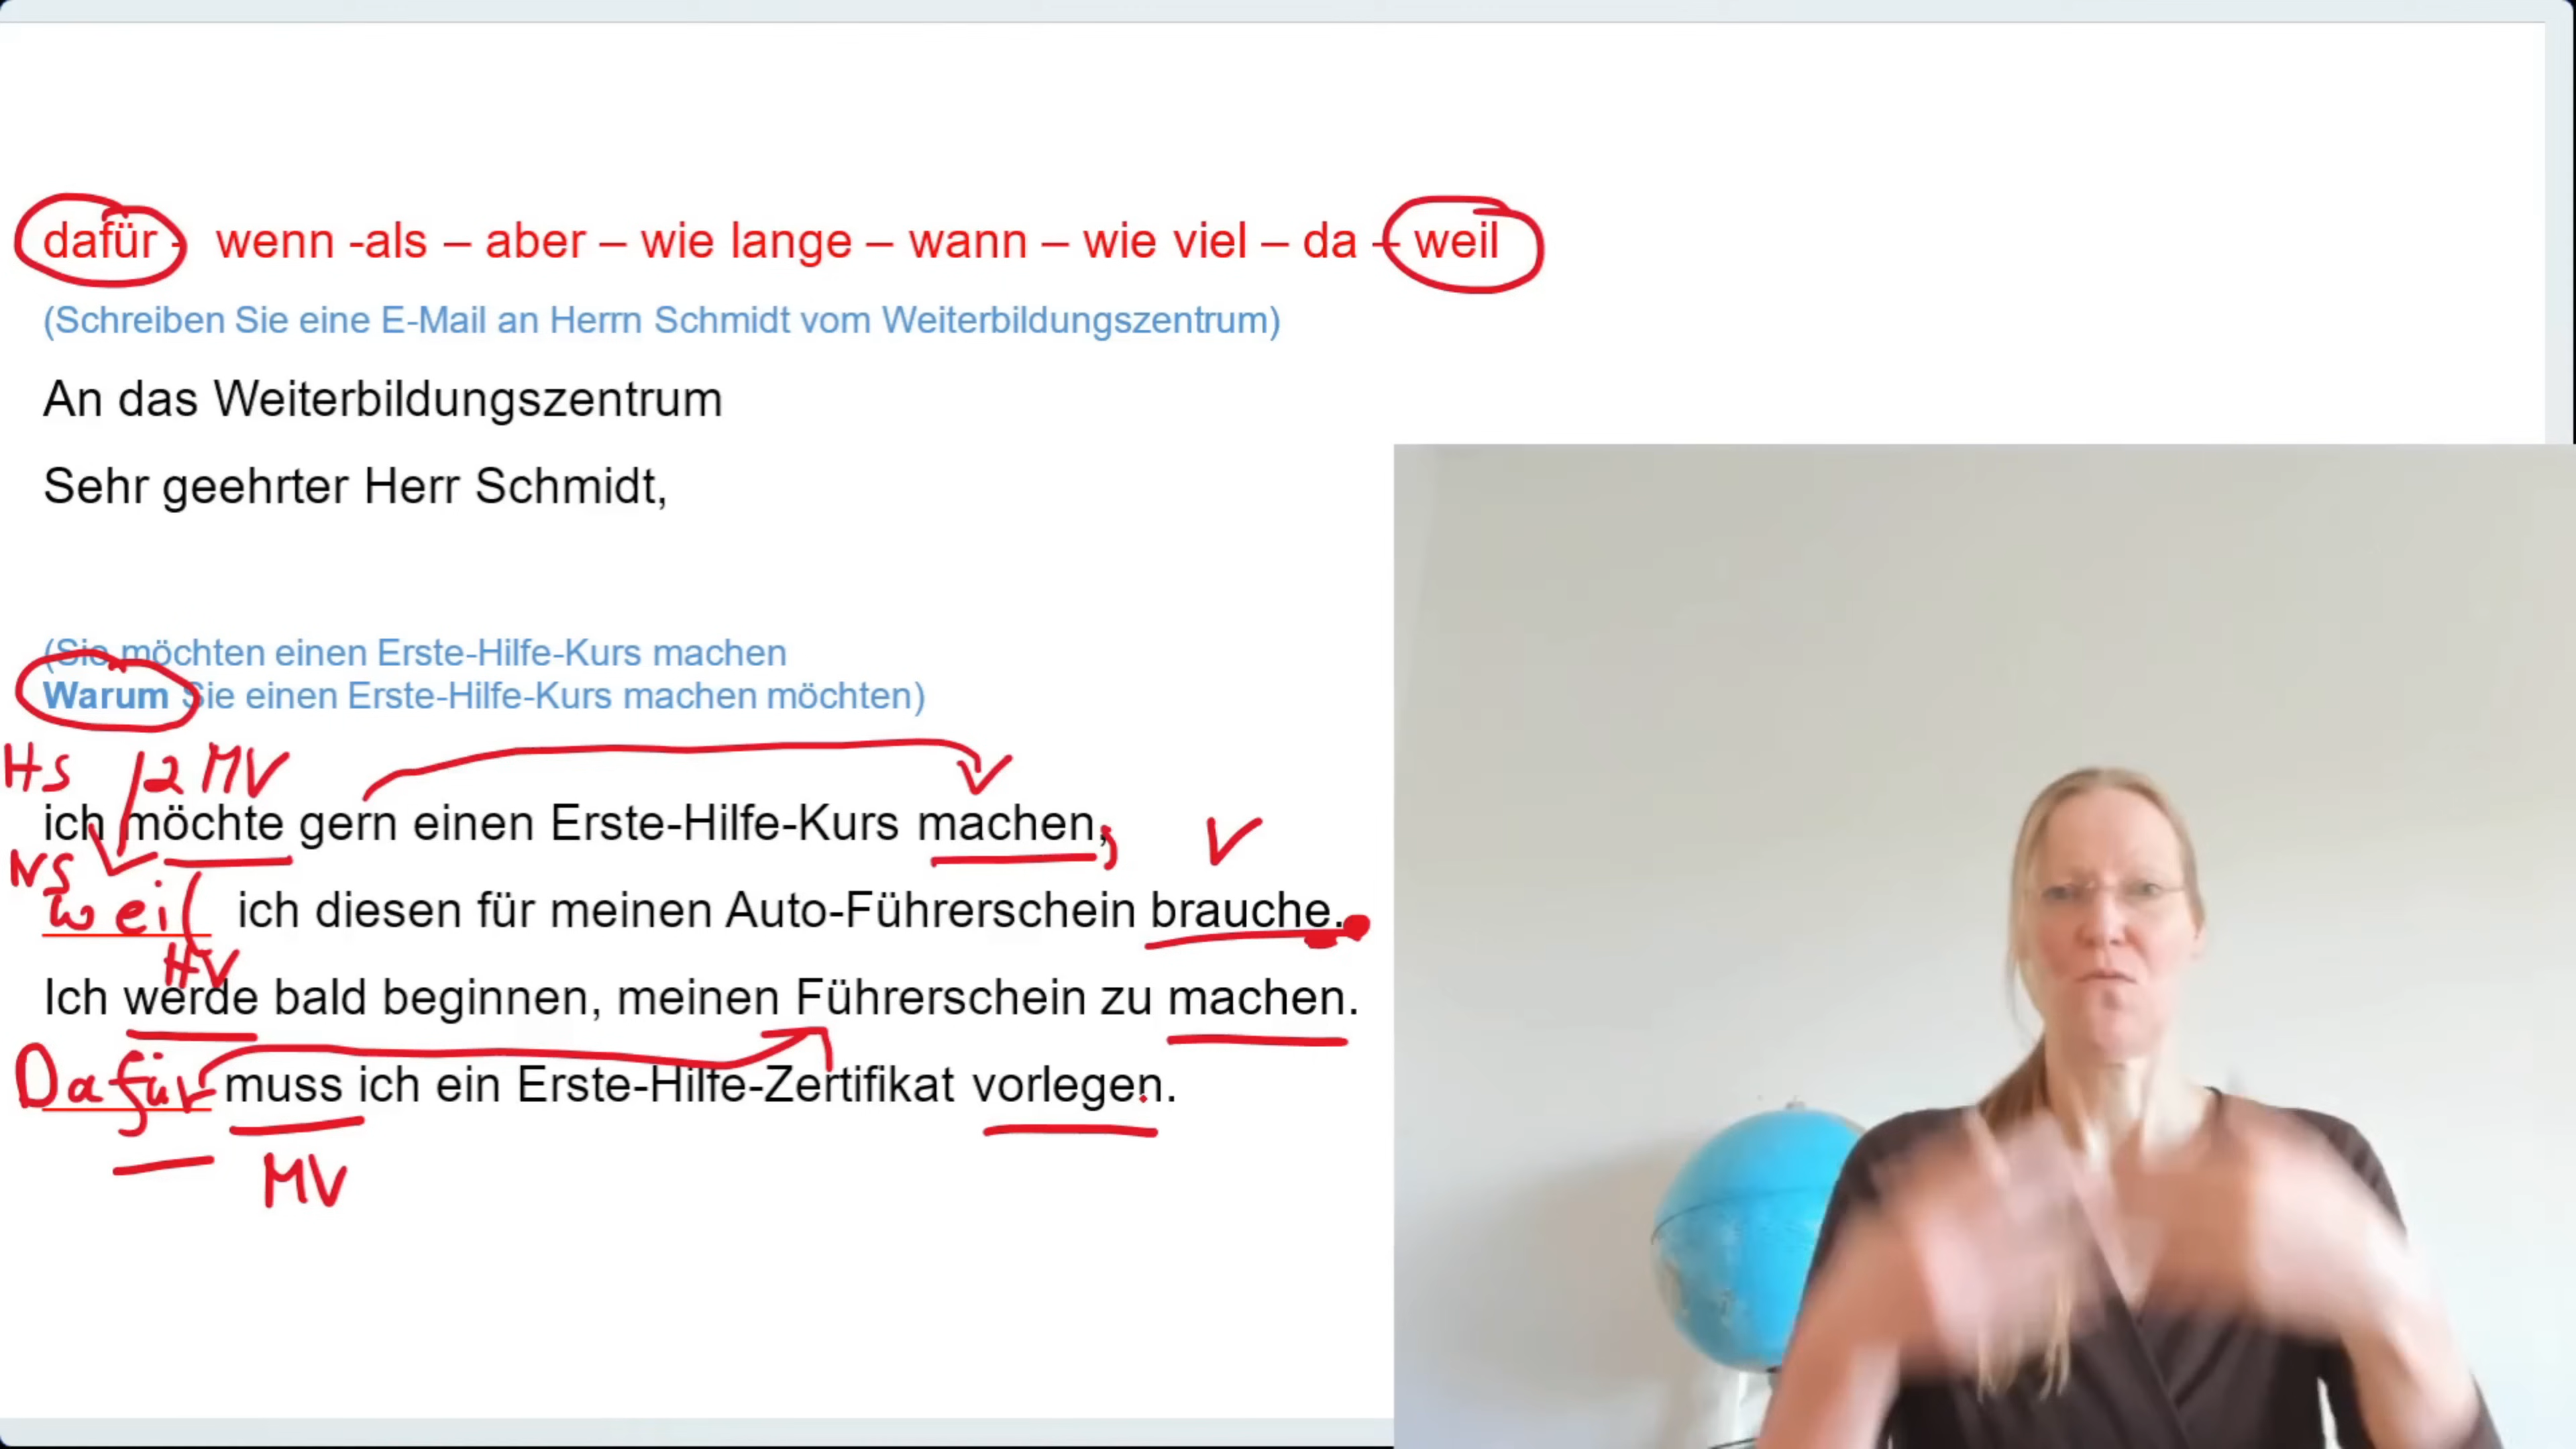 dafür - wenn -als – aber – wie lange – wann – wie viel – da – weil
(Schreiben Sie eine E-Mail an Herrn Schmidt vom Weiterbildungszentrum)
An das Weiterbildungszentrum
Sehr geehrter Herr Schmidt,
(Sie möchten einen Erste-Hilfe-Kurs machen
Warum Sie einen Erste-Hilfe-Kurs machen möchten)
HS 2 MV
ich möchte gern einen Erste-Hilfe-Kurs machen,
NS V
weil ich diesen für meinen Auto-Führerschein brauche.
HV
Ich werde bald beginnen, meinen Führerschein zu machen.
Dafür muss ich ein Erste-Hilfe-Zertifikat vorlegen.
MV